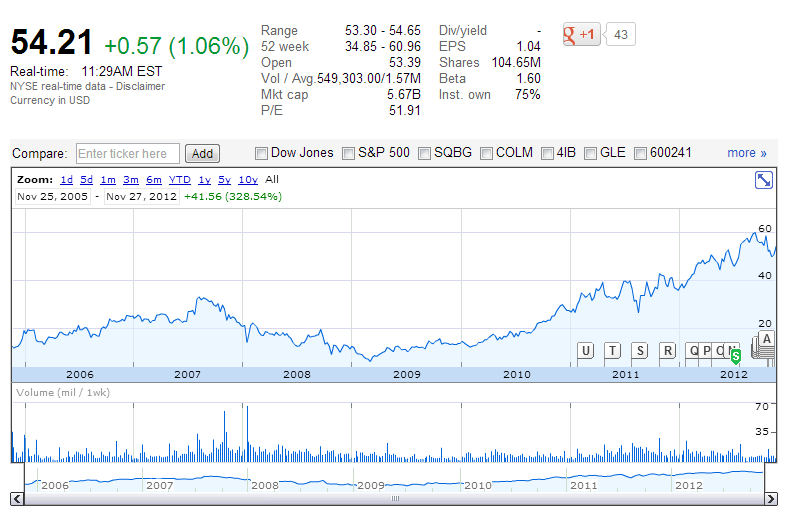 54.21 +0.57 (1.06%)
Real-time: 11:29AM EST
NYSE real-time data - Disclaimer
Currency in USD
Range 53.30 - 54.65
52 week 34.85 - 60.96
Open 53.39
Vol / Avg. 549,303.00/1.57M
Mkt cap 5.67B
P/E 51.91
Div/yield -
EPS 1.04
Shares 104.65M
Beta 1.60
Inst. own 75%
g +1 43
Compare: Enter ticker here Add Dow Jones S&P 500 SQBG COLM 4IB GLE 600241 more »
Zoom: 1d 5d 1m 3m 6m YTD 1y 5y 10y All
Nov 25, 2005 - Nov 27, 2012 +41.56 (328.54%)
60
40
20
U T S R Q P O N S A
2006 2007 2008 2009 2010 2011 2012
Volume (mil / 1wk)
70
35
2006 2007 2008 2009 2010 2011 2012